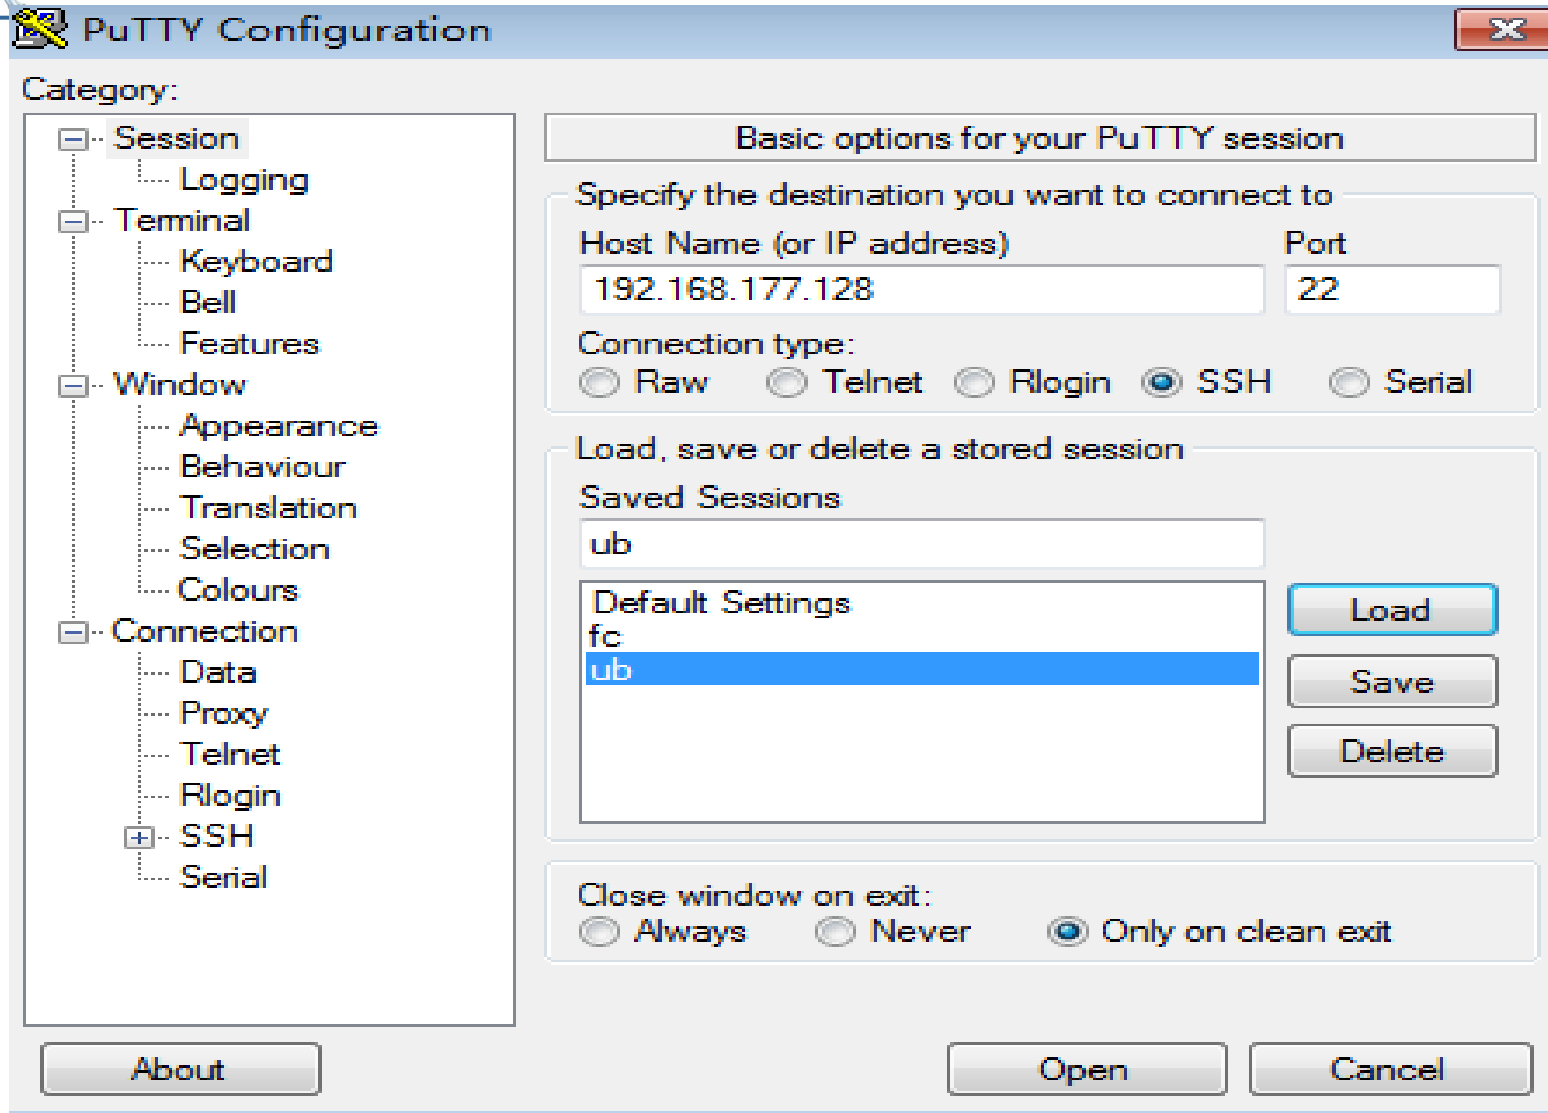 PuTTY Configuration
Category:
Session
Logging
Terminal
Keyboard
Bell
Features
Window
Appearance
Behaviour
Translation
Selection
Colours
Connection
Data
Proxy
Telnet
Rlogin
SSH
Serial
Basic options for your PuTTY session
Specify the destination you want to connect to
Host Name (or IP address) Port
192.168.177.128 22
Connection type:
Raw Telnet Rlogin SSH Serial
Load, save or delete a stored session
Saved Sessions
ub
Default Settings
fc
ub
Load
Save
Delete
Close window on exit:
Always Never Only on clean exit
About Open Cancel